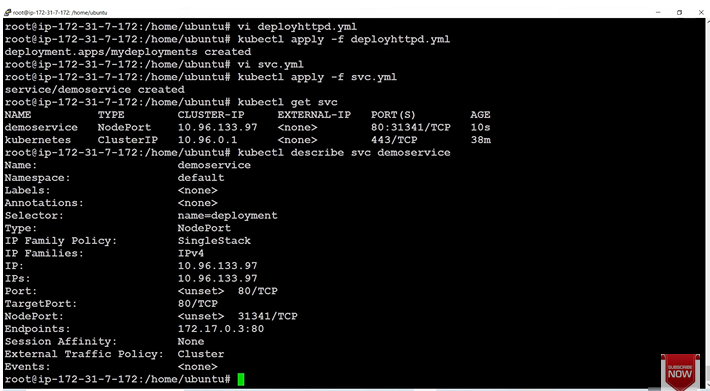 root@ip-172-31-7-172: /home/ubuntu
root@ip-172-31-7-172:/home/ubuntu# vi deployhttpd.yml
root@ip-172-31-7-172:/home/ubuntu# kubectl apply -f deployhttpd.yml
deployment.apps/mydeployments created
root@ip-172-31-7-172:/home/ubuntu# vi svc.yml
root@ip-172-31-7-172:/home/ubuntu# kubectl apply -f svc.yml
service/demoservice created
root@ip-172-31-7-172:/home/ubuntu# kubectl get svc
NAME TYPE CLUSTER-IP EXTERNAL-IP PORT(S) AGE
demoservice NodePort 10.96.133.97 <none> 80:31341/TCP 10s
kubernetes ClusterIP 10.96.0.1 <none> 443/TCP 38m
root@ip-172-31-7-172:/home/ubuntu# kubectl describe svc demoservice
Name: demoservice
Namespace: default
Labels: <none>
Annotations: <none>
Selector: name=deployment
Type: NodePort
IP Family Policy: SingleStack
IP Families: IPv4
IP: 10.96.133.97
IPs: 10.96.133.97
Port: <unset> 80/TCP
TargetPort: 80/TCP
NodePort: <unset> 31341/TCP
Endpoints: 172.17.0.3:80
Session Affinity: None
External Traffic Policy: Cluster
Events: <none>
root@ip-172-31-7-172:/home/ubuntu#
SUBSCRIBE
NOW